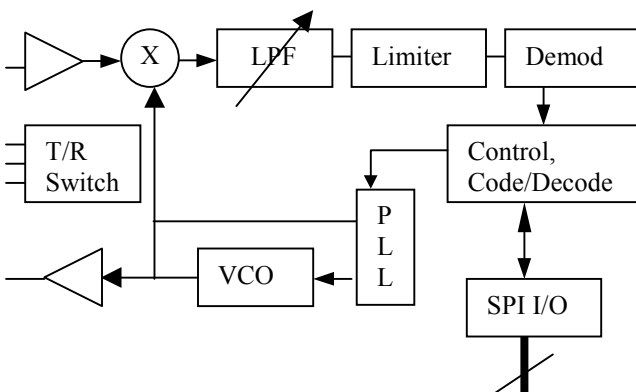 X
LPF
Limiter
Demod
T/R
Switch
Control,
Code/Decode
P
L
L
VCO
SPI I/O